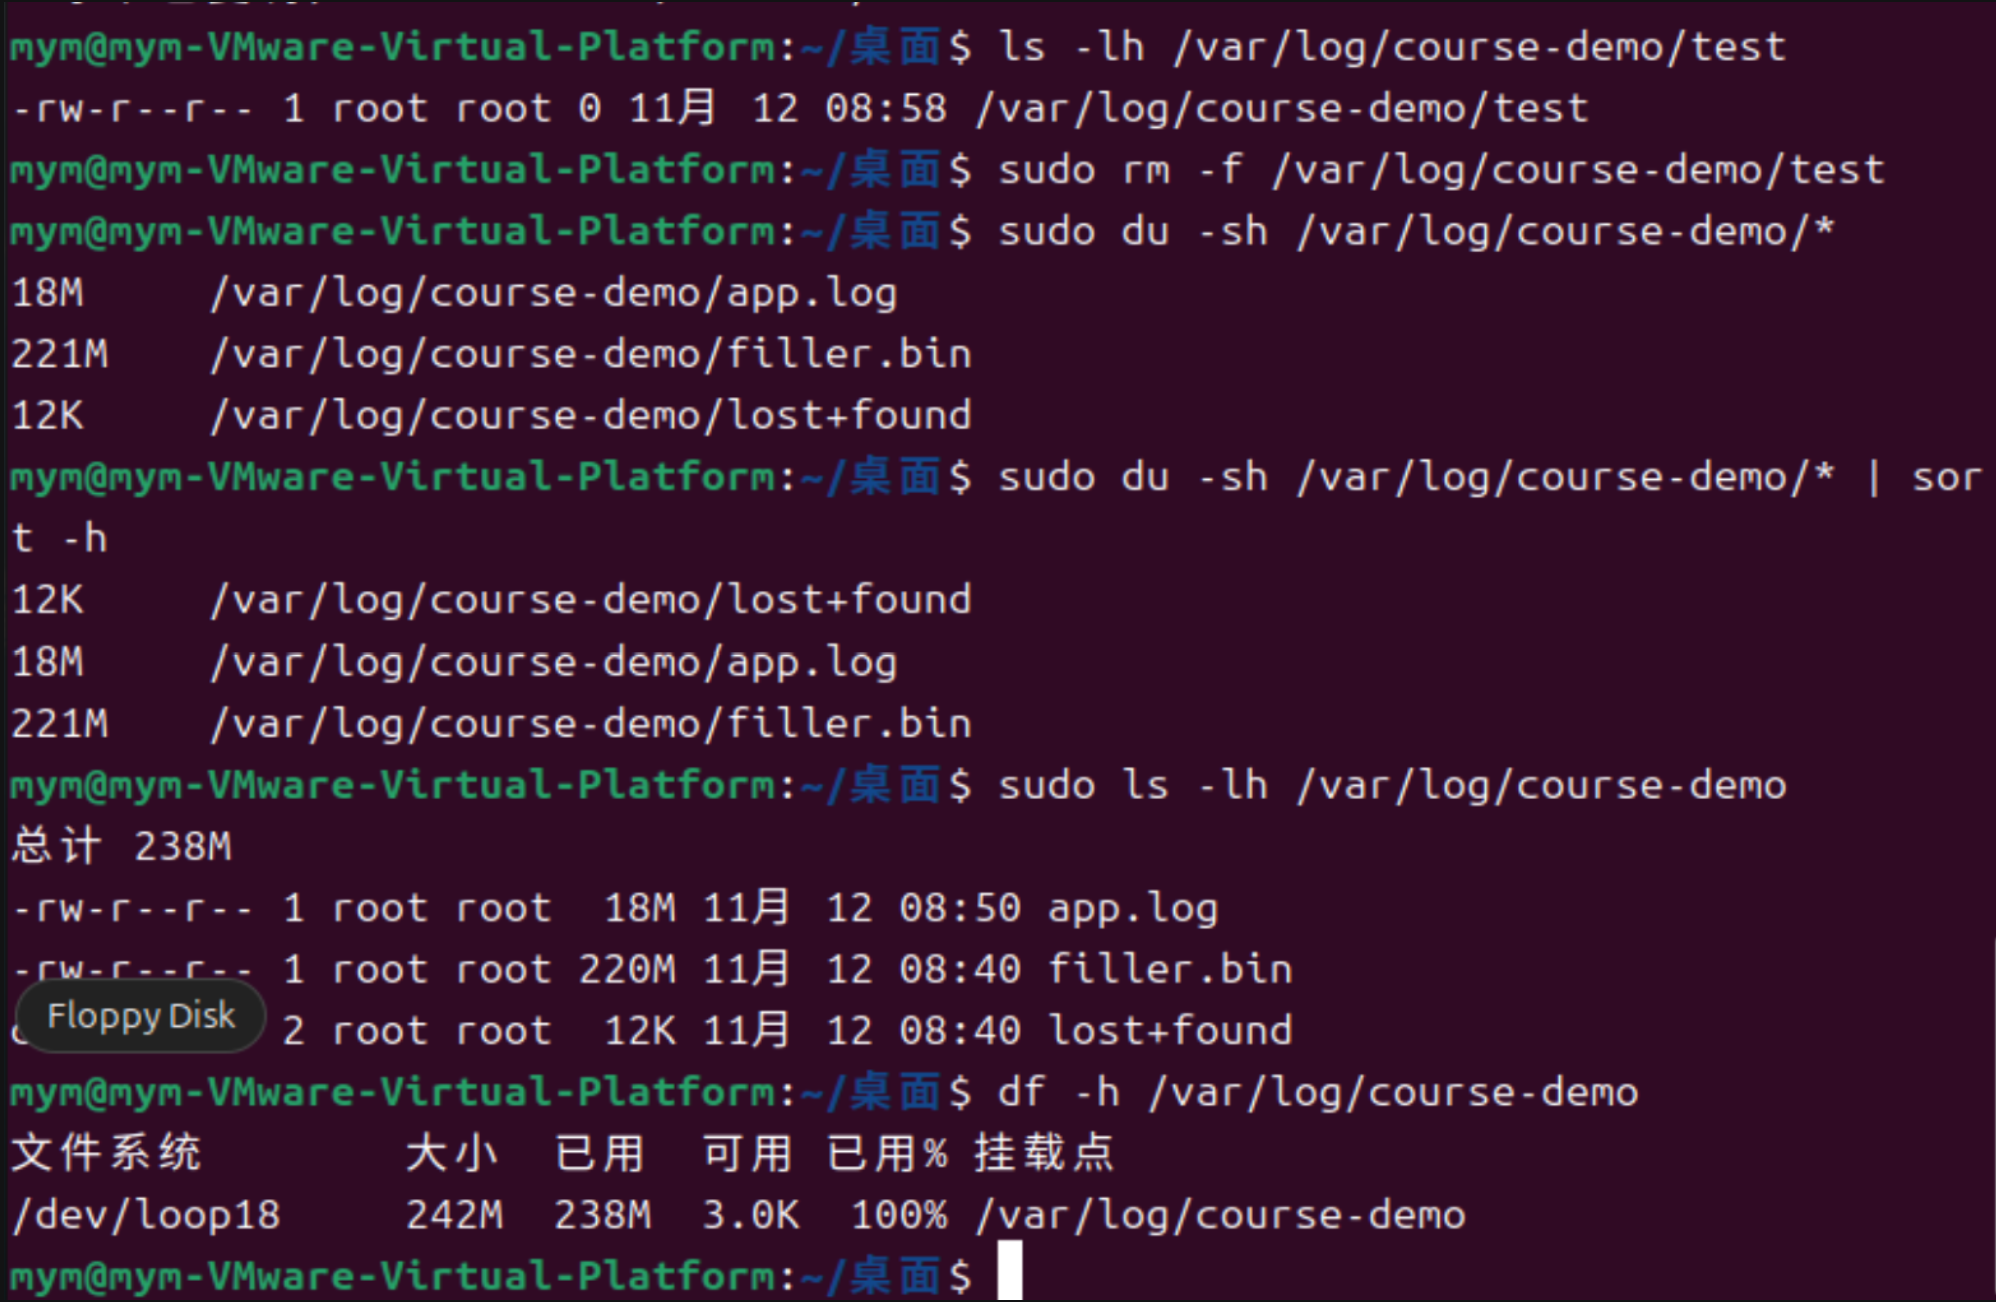 mym@mym-VMware-Virtual-Platform:~/桌面$ ls -lh /var/log/course-demo/test
-rw-r--r-- 1 root root 0 11月 12 08:58 /var/log/course-demo/test
mym@mym-VMware-Virtual-Platform:~/桌面$ sudo rm -f /var/log/course-demo/test
mym@mym-VMware-Virtual-Platform:~/桌面$ sudo du -sh /var/log/course-demo/*
18M /var/log/course-demo/app.log
221M /var/log/course-demo/filler.bin
12K /var/log/course-demo/lost+found
mym@mym-VMware-Virtual-Platform:~/桌面$ sudo du -sh /var/log/course-demo/* | sor
t -h
12K /var/log/course-demo/lost+found
18M /var/log/course-demo/app.log
221M /var/log/course-demo/filler.bin
mym@mym-VMware-Virtual-Platform:~/桌面$ sudo ls -lh /var/log/course-demo
总计 238M
-rw-r--r-- 1 root root 18M 11月 12 08:50 app.log
-rw-r--r-- 1 root root 220M 11月 12 08:40 filler.bin
Floppy Disk
2 root root 12K 11月 12 08:40 lost+found
mym@mym-VMware-Virtual-Platform:~/桌面$ df -h /var/log/course-demo
文件系统 大小 已用 可用 已用% 挂载点
/dev/loop18 242M 238M 3.0K 100% /var/log/course-demo
mym@mym-VMware-Virtual-Platform:~/桌面$